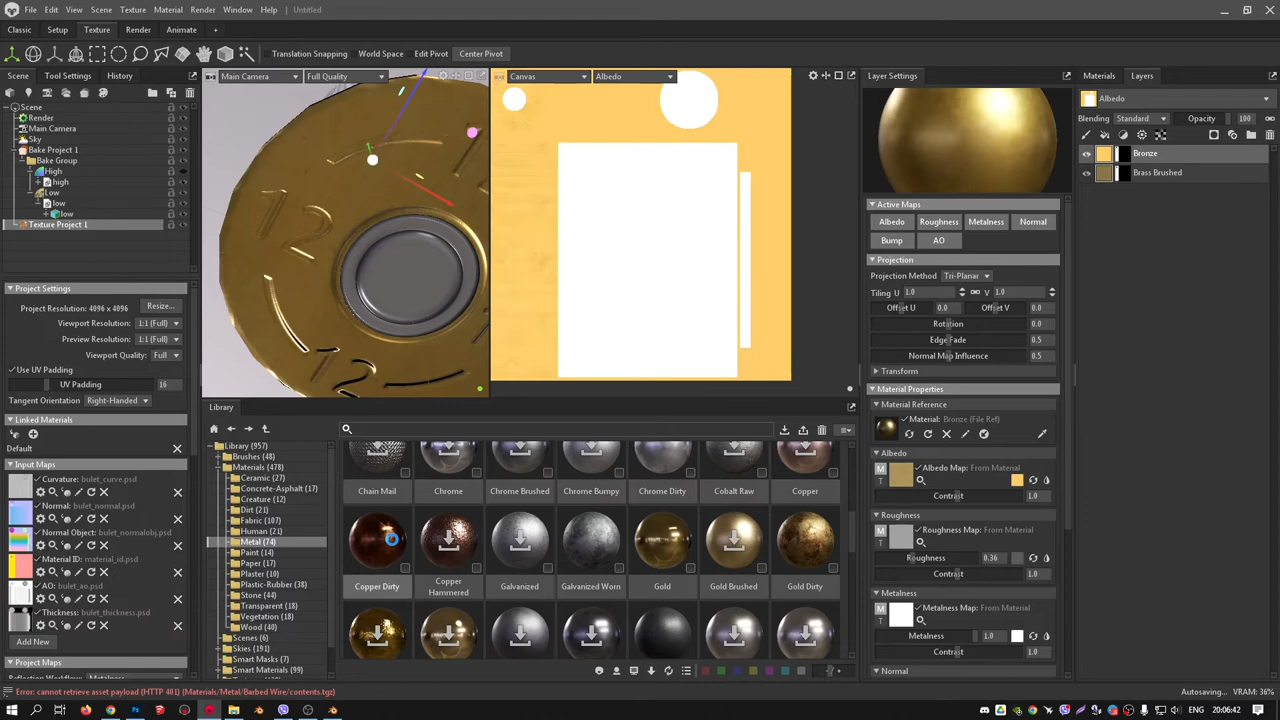 File Edit View Scene Texture Material Render Window Help Untitled
Classic Setup Texture Render Animate +
Translation Snapping World Space Edit Pivot Center Pivot
Scene Tool Settings History
Scene
Render
Main Camera
Sky
Bake Project 1
Bake Group
High
high
Low
low
low
Texture Project 1
Project Settings
Project Resolution: 4096 x 4096 Resize...
Viewport Resolution: 1:1 (Full)
Preview Resolution: 1:1 (Full)
Viewport Quality: Full
Use UV Padding
UV Padding 16
Tangent Orientation Right-Handed
Linked Materials
Default
Input Maps
Curvature: bulet_curve.psd
Normal: bulet_normal.psd
Normal Object: bulet_normalobj.psd
Material ID: material_id.psd
AO: bulet_ao.psd
Thickness: bulet_thickness.psd
Add New
Project Maps
Reflection Workflow: Metalness
Main Camera Full Quality
12
12
Canvas Albedo
Library
Library (957)
Brushes (48)
Materials (478)
Ceramic (27)
Concrete-Asphalt (17)
Creature (12)
Dirt (21)
Fabric (107)
Human (21)
Metal (74)
Paint (14)
Paper (17)
Plaster (10)
Plastic-Rubber (38)
Stone (44)
Transparent (18)
Vegetation (18)
Wood (40)
Scenes (6)
Skies (191)
Smart Masks (7)
Smart Materials (99)
Chain Mail Chrome Chrome Brushed Chrome Bumpy Chrome Dirty Cobalt Raw Copper
Copper Dirty Copper Hammered Galvanized Galvanized Worn Gold Gold Brushed Gold Dirty
Layer Settings
Active Maps
Albedo Roughness Metalness Normal
Bump AO
Projection
Projection Method Tri-Planar
Tiling U 1.0 V 1.0
Offset U 0.0 Offset V 0.0
Rotation 0.0
Edge Fade 0.5
Normal Map Influence 0.5
Transform
Material Properties
Material Reference
Material: Bronze (File Ref)
Albedo
M
T
Albedo Map: From Material
Contrast 1.0
Roughness
M
T
Roughness Map: From Material
Roughness 0.36
Contrast 1.0
Metalness
M
T
Metalness Map: From Material
Metalness 1.0
Contrast 1.0
Normal
Materials Layers
Albedo
Blending Standard Opacity 100
Bronze
Brass Brushed
Error: cannot retrieve asset payload (HTTP 401) (Materials/Metal/Barbed Wire/contents.tgz)
Autosaving... VRAM: 36%
ENG 20:06:42